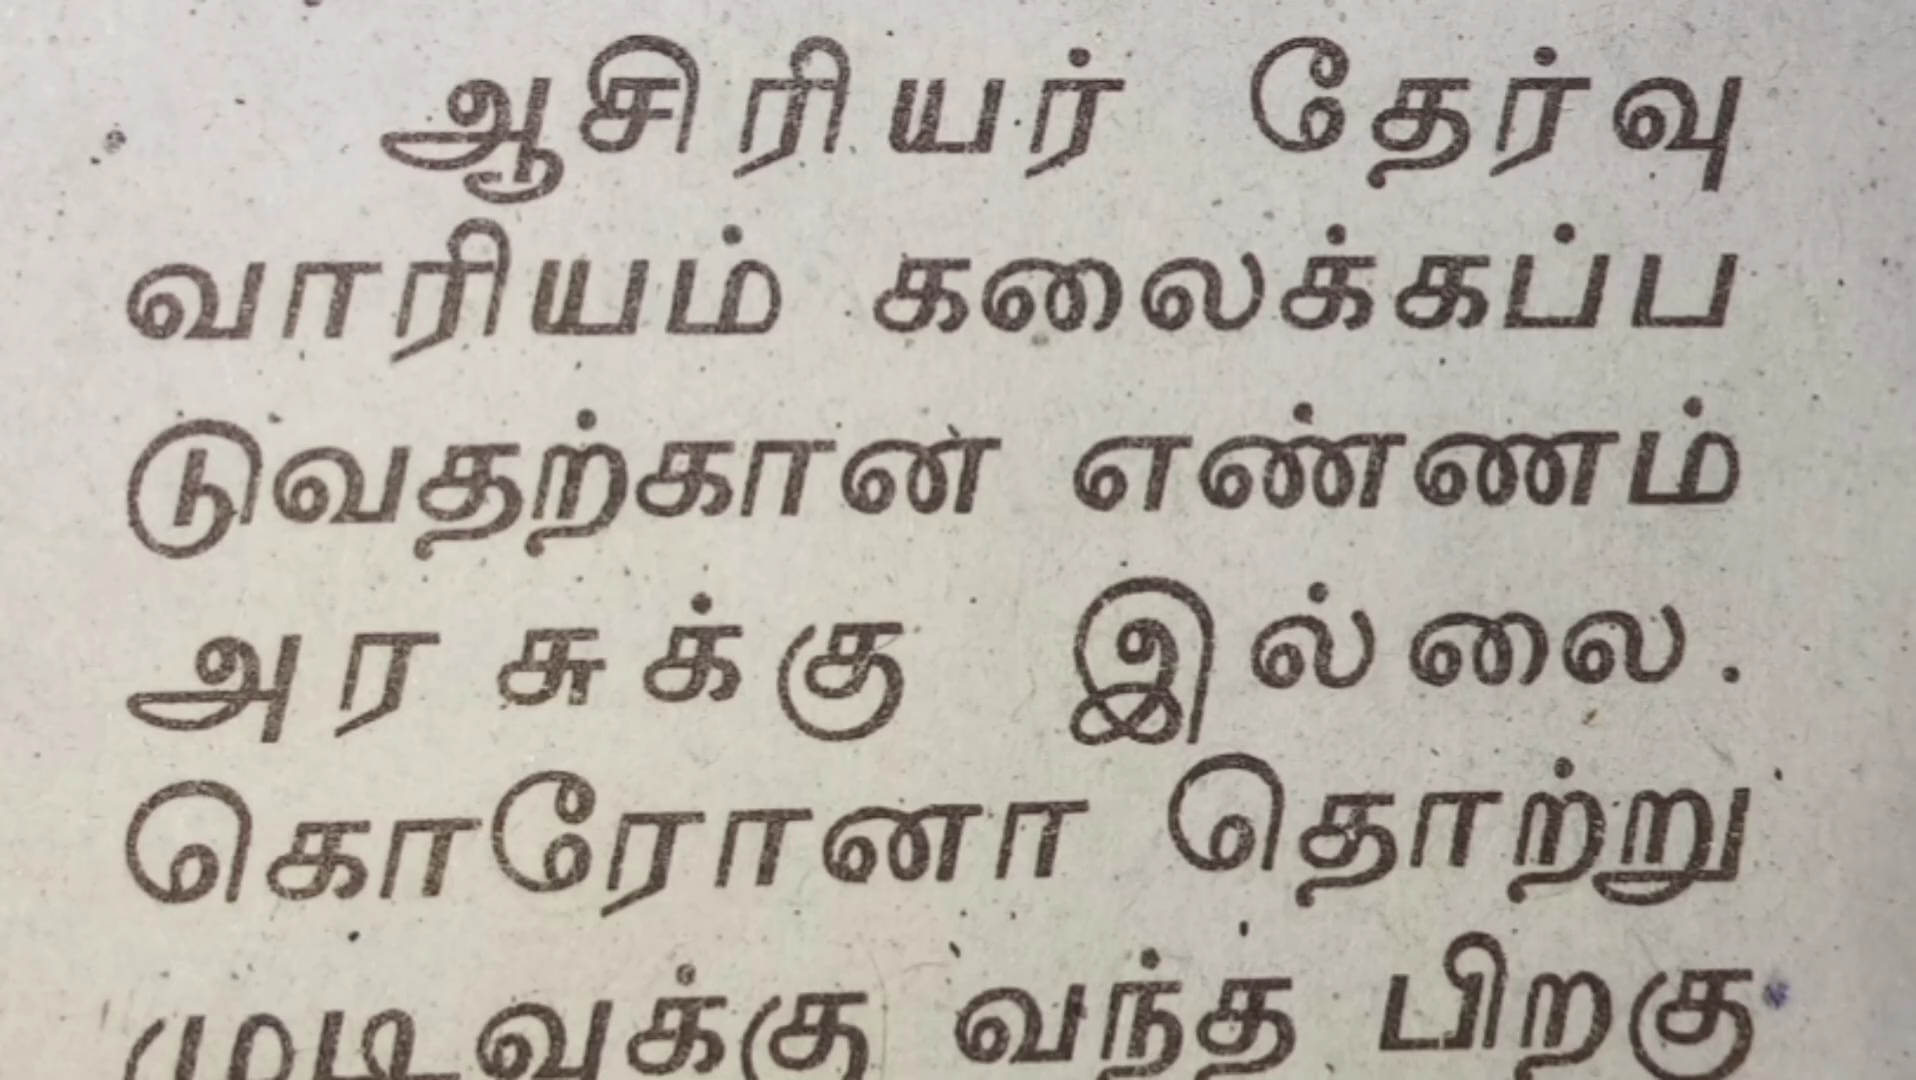 ஆசிரியர் தேர்வு
வாரியம் கலைக்கப்ப
டுவதற்கான எண்ணம்
அரசுக்கு இல்லை.
கொரோனா தொற்று
முடிவுக்கு வந்த பிறகு